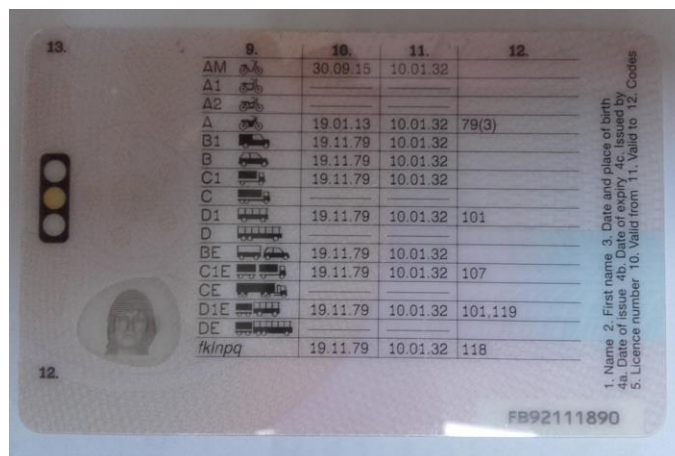 13.
9. 10. 11. 12.
AM 30.09.15 10.01.32
A1
A2
A 19.01.13 10.01.32 79(3)
B1 19.11.79 10.01.32
B 19.11.79 10.01.32
C1 19.11.79 10.01.32
C
D1 19.11.79 10.01.32 101
D
BE 19.11.79 10.01.32
C1E 19.11.79 10.01.32 107
CE
D1E 19.11.79 10.01.32 101,119
DE
fklnpq 19.11.79 10.01.32 118
12.
1. Name 2. First name 3. Date and place of birth
4a. Date of issue 4b. Date of expiry 4c. Issued by
5. Licence number 10. Valid from 11. Valid to 12. Codes
FB92111890